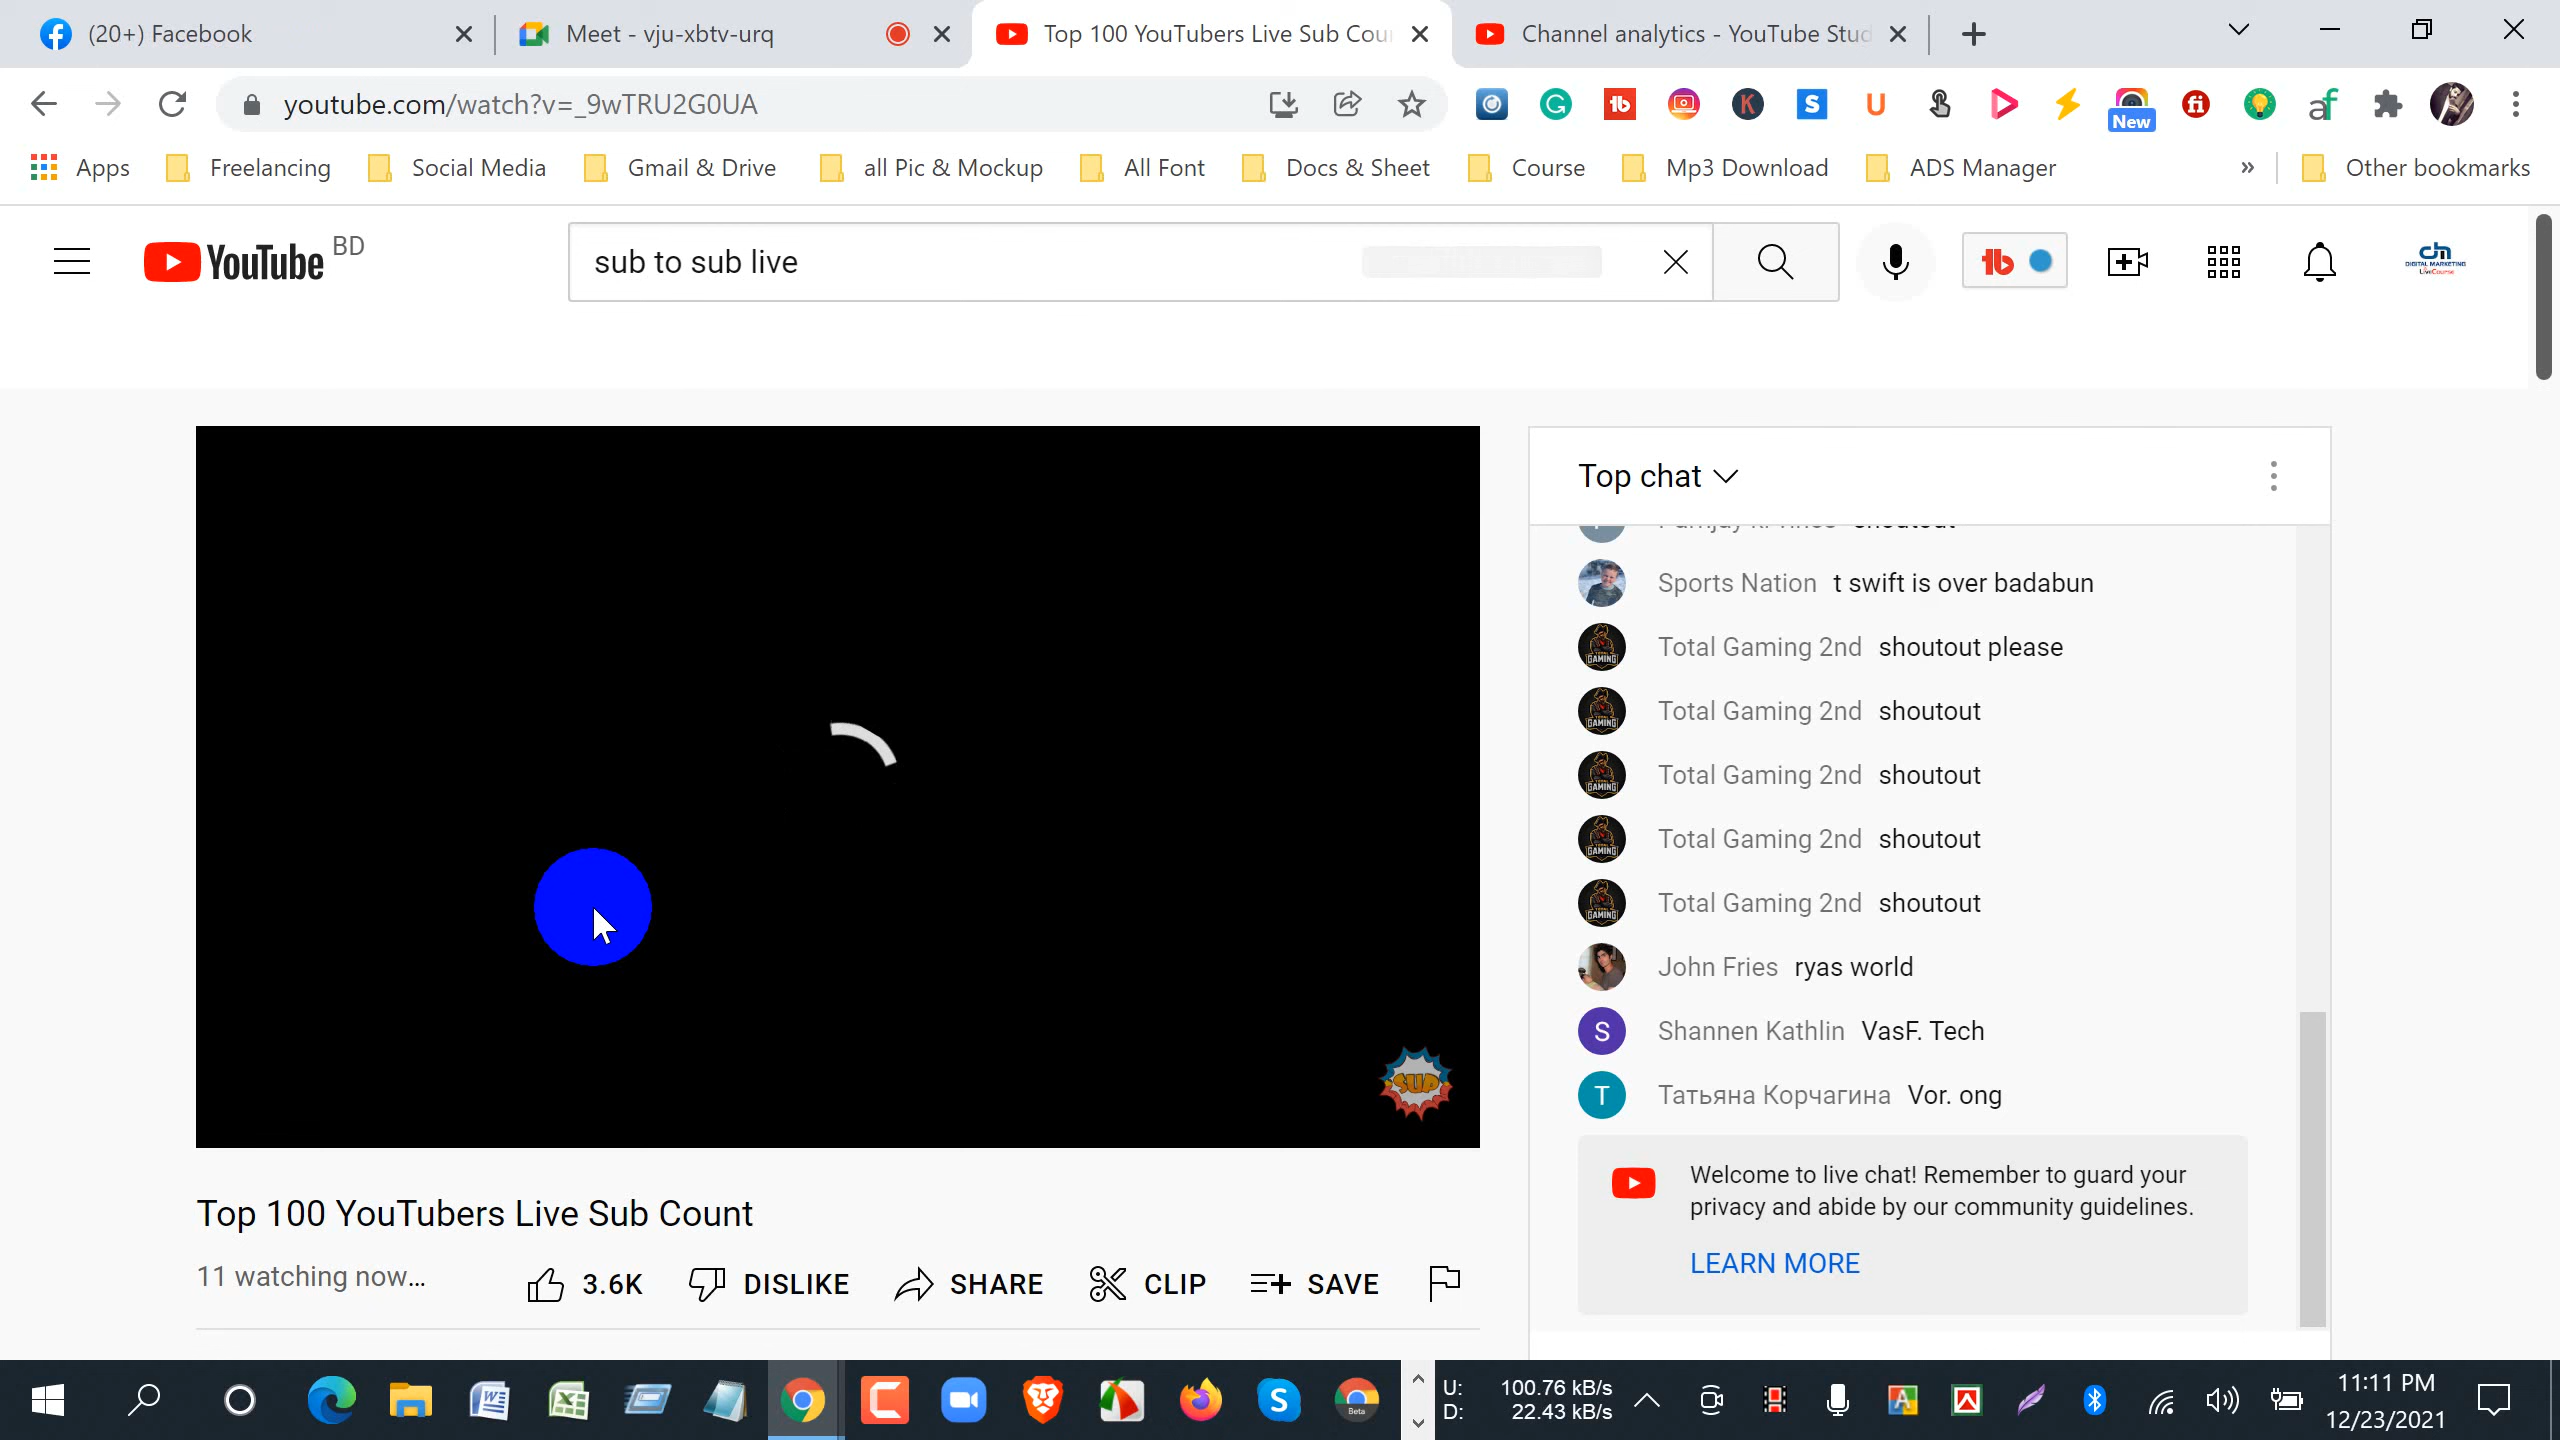 (20+) Facebook
Meet - vju-xbtv-urq
Top 100 YouTubers Live Sub Cou
Channel analytics - YouTube Stud
youtube.com/watch?v=_9wTRU2G0UA
New
Apps
Freelancing
Social Media
Gmail & Drive
all Pic & Mockup
All Font
Docs & Sheet
Course
Mp3 Download
ADS Manager
»
Other bookmarks
YouTube BD
sub to sub live
DIGITAL MARKETING
LiveCourse
Top chat
shoutout
Sports Nation t swift is over badabun
Total Gaming 2nd shoutout please
Total Gaming 2nd shoutout
Total Gaming 2nd shoutout
Total Gaming 2nd shoutout
Total Gaming 2nd shoutout
John Fries ryas world
S Shannen Kathlin VasF. Tech
T Татьяна Корчагина Vor. ong
Welcome to live chat! Remember to guard your
privacy and abide by our community guidelines.
LEARN MORE
SUP
Top 100 YouTubers Live Sub Count
11 watching now...
3.6K
DISLIKE
SHARE
CLIP
SAVE
U: 100.76 kB/s
D: 22.43 kB/s
11:11 PM
12/23/2021